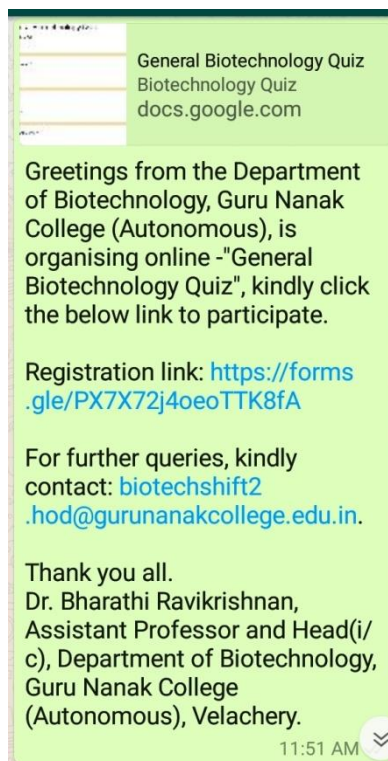 General Biotechnology Quiz
Biotechnology Quiz
docs.google.com
Greetings from the Department
of Biotechnology, Guru Nanak
College (Autonomous), is
organising online -"General
Biotechnology Quiz", kindly click
the below link to participate.
Registration link: https://forms
.gle/PX7X72j4oeoTTK8fA
For further queries, kindly
contact: biotechshift2
.hod@gurunanakcollege.edu.in.
Thank you all.
Dr. Bharathi Ravikrishnan,
Assistant Professor and Head(i/
c), Department of Biotechnology,
Guru Nanak College
(Autonomous), Velachery.
11:51 AM